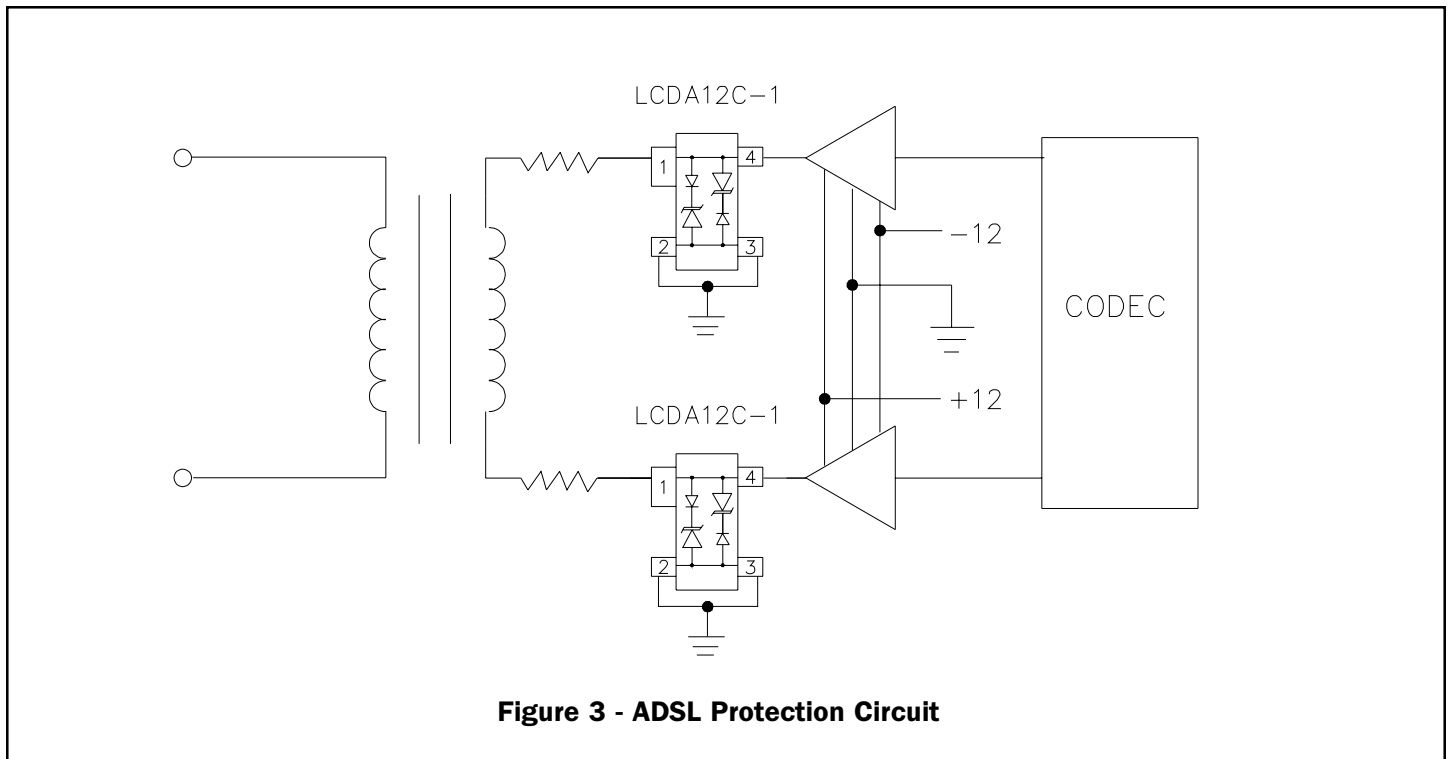 LCDA12C-1
1
4
2
3
-12
CODEC
+12
LCDA12C-1
1
4
2
3
Figure 3 - ADSL Protection Circuit